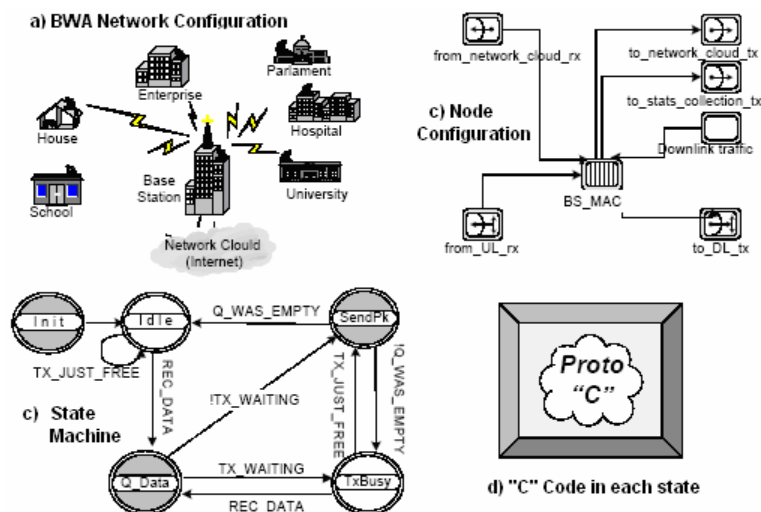 a) BWA Network Configuration
Enterprise
Parlament
House
Hospital
Base
Station
University
School
Network Clould
(Internet)
from_network_cloud_rx
to_network_cloud_tx
to_stats_collection_tx
c) Node
Configuration
Downlink traffic
BS_MAC
from_UL_rx
to_DL_tx
Init
Idle
Q_WAS_EMPTY
SendPk
TX_JUST_FREE
REC_DATA
!TX_WAITING
TX_JUST_FREE
!Q_WAS_EMPTY
c) State
Machine
Q_Data
TX_WAITING
REC_DATA
TxBusy
Proto
"C"
d) "C" Code in each state